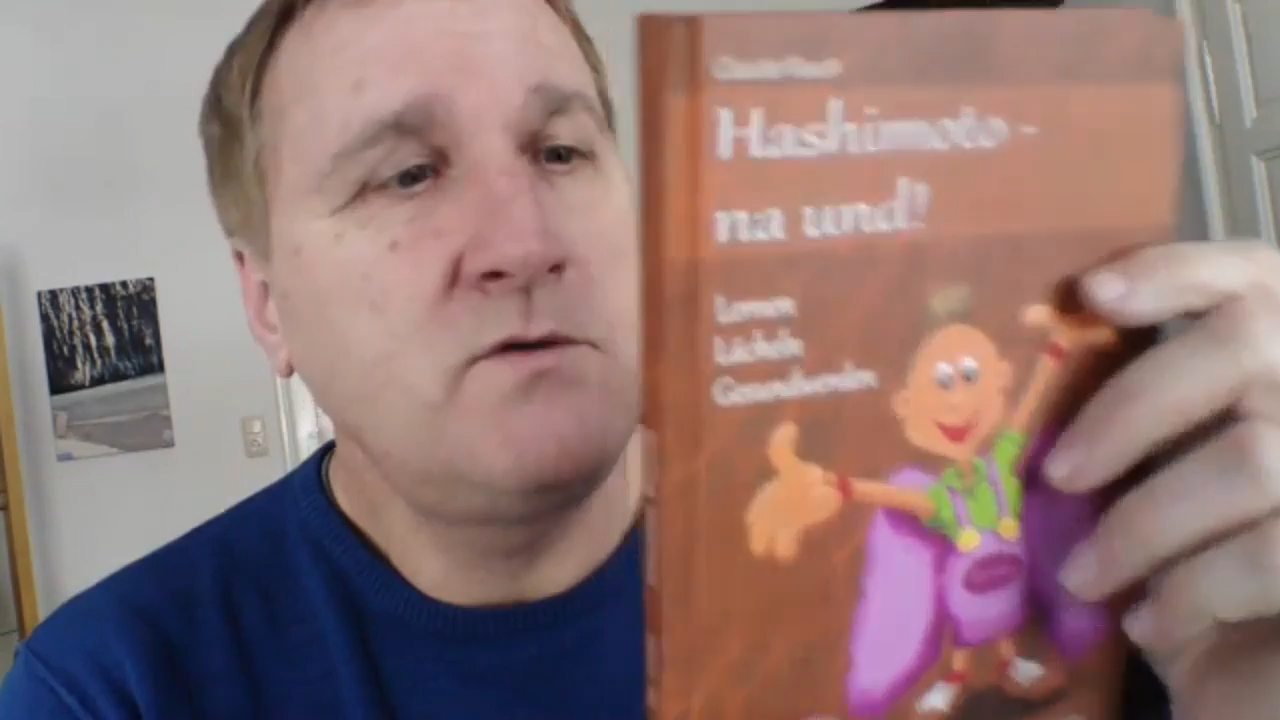 Hashimoto -
na und!
Lernen
Lächeln
Gesundwerden